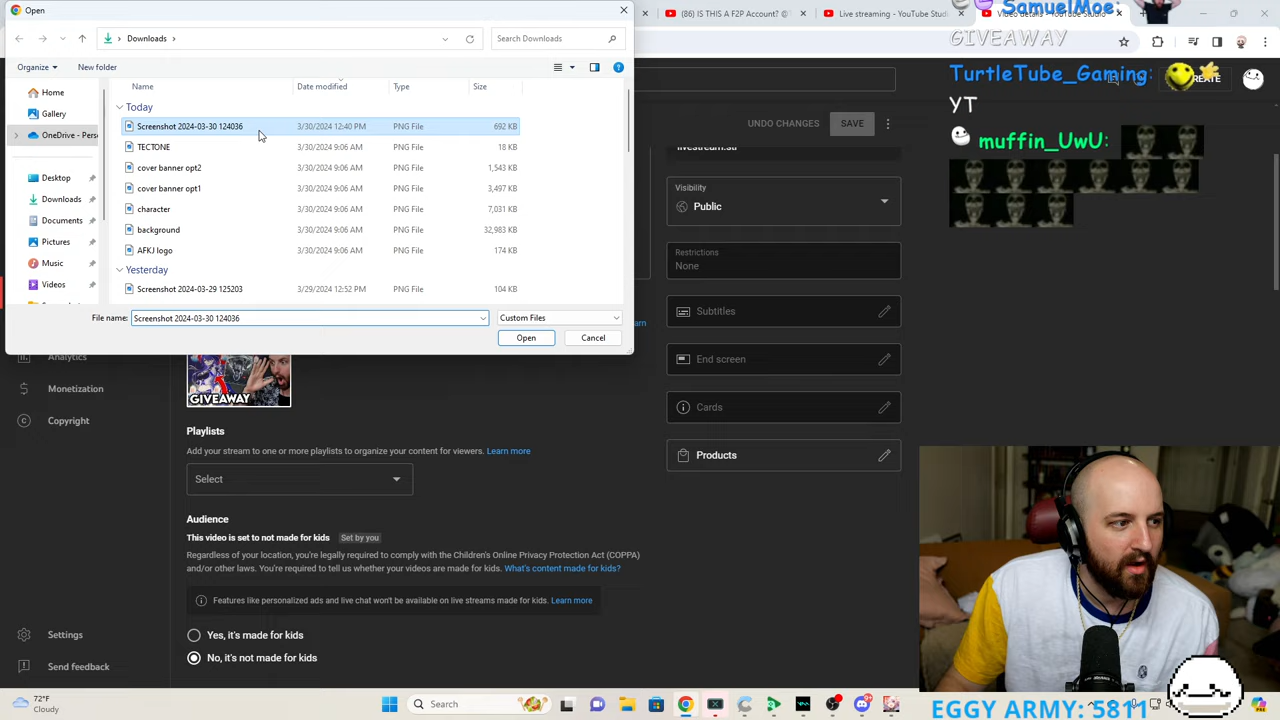 Open
(86) IS THIS A F2P Account?
Live streaming - YouTube Stud
Video details - YouTube Studio
SamuelMoe:
GIVEAWAY
TurtleTube_Gaming:
YT
muffin_UwU:
Downloads
Search Downloads
Organize
New folder
Name
Date modified
Type
Size
Home
Gallery
OneDrive - Perso
Desktop
Downloads
Documents
Pictures
Music
Videos
Today
Screenshot 2024-03-30 124036 3/30/2024 12:40 PM PNG File 692 KB
TECTONE 3/30/2024 9:06 AM PNG File 18 KB
cover banner opt2 3/30/2024 9:06 AM PNG File 1,543 KB
cover banner opt1 3/30/2024 9:06 AM PNG File 3,497 KB
character 3/30/2024 9:06 AM PNG File 7,031 KB
background 3/30/2024 9:06 AM PNG File 32,983 KB
AFKJ logo 3/30/2024 9:06 AM PNG File 174 KB
Yesterday
Screenshot 2024-03-29 125203 3/29/2024 12:52 PM PNG File 104 KB
File name: Screenshot 2024-03-30 124036
Custom Files
Open
Cancel
UNDO CHANGES
SAVE
Visibility
Public
Restrictions
None
Subtitles
End screen
Cards
Products
Analytics
Monetization
Copyright
Settings
Send feedback
GIVEAWAY
Playlists
Add your stream to one or more playlists to organize your content for viewers. Learn more
Select
Audience
This video is set to not made for kids Set by you
Regardless of your location, you're legally required to comply with the Children's Online Privacy Protection Act (COPPA)
and/or other laws. You're required to tell us whether your videos are made for kids. What's content made for kids?
Features like personalized ads and live chat won't be available on live streams made for kids. Learn more
Yes, it's made for kids
No, it's not made for kids
72°F
Cloudy
Search
EGGY ARMY: 5811